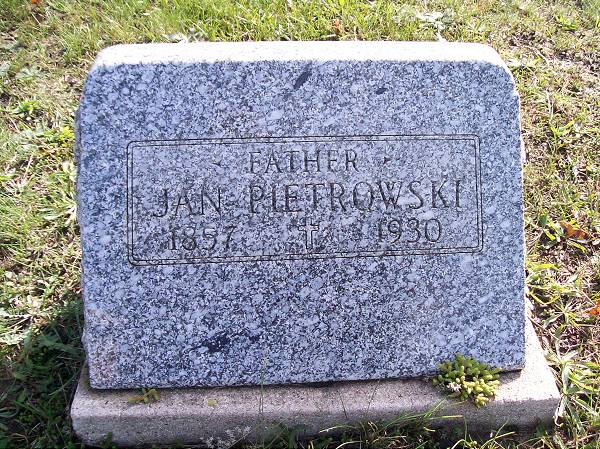 FATHER
JAN PIETROWSKI
1857 1930